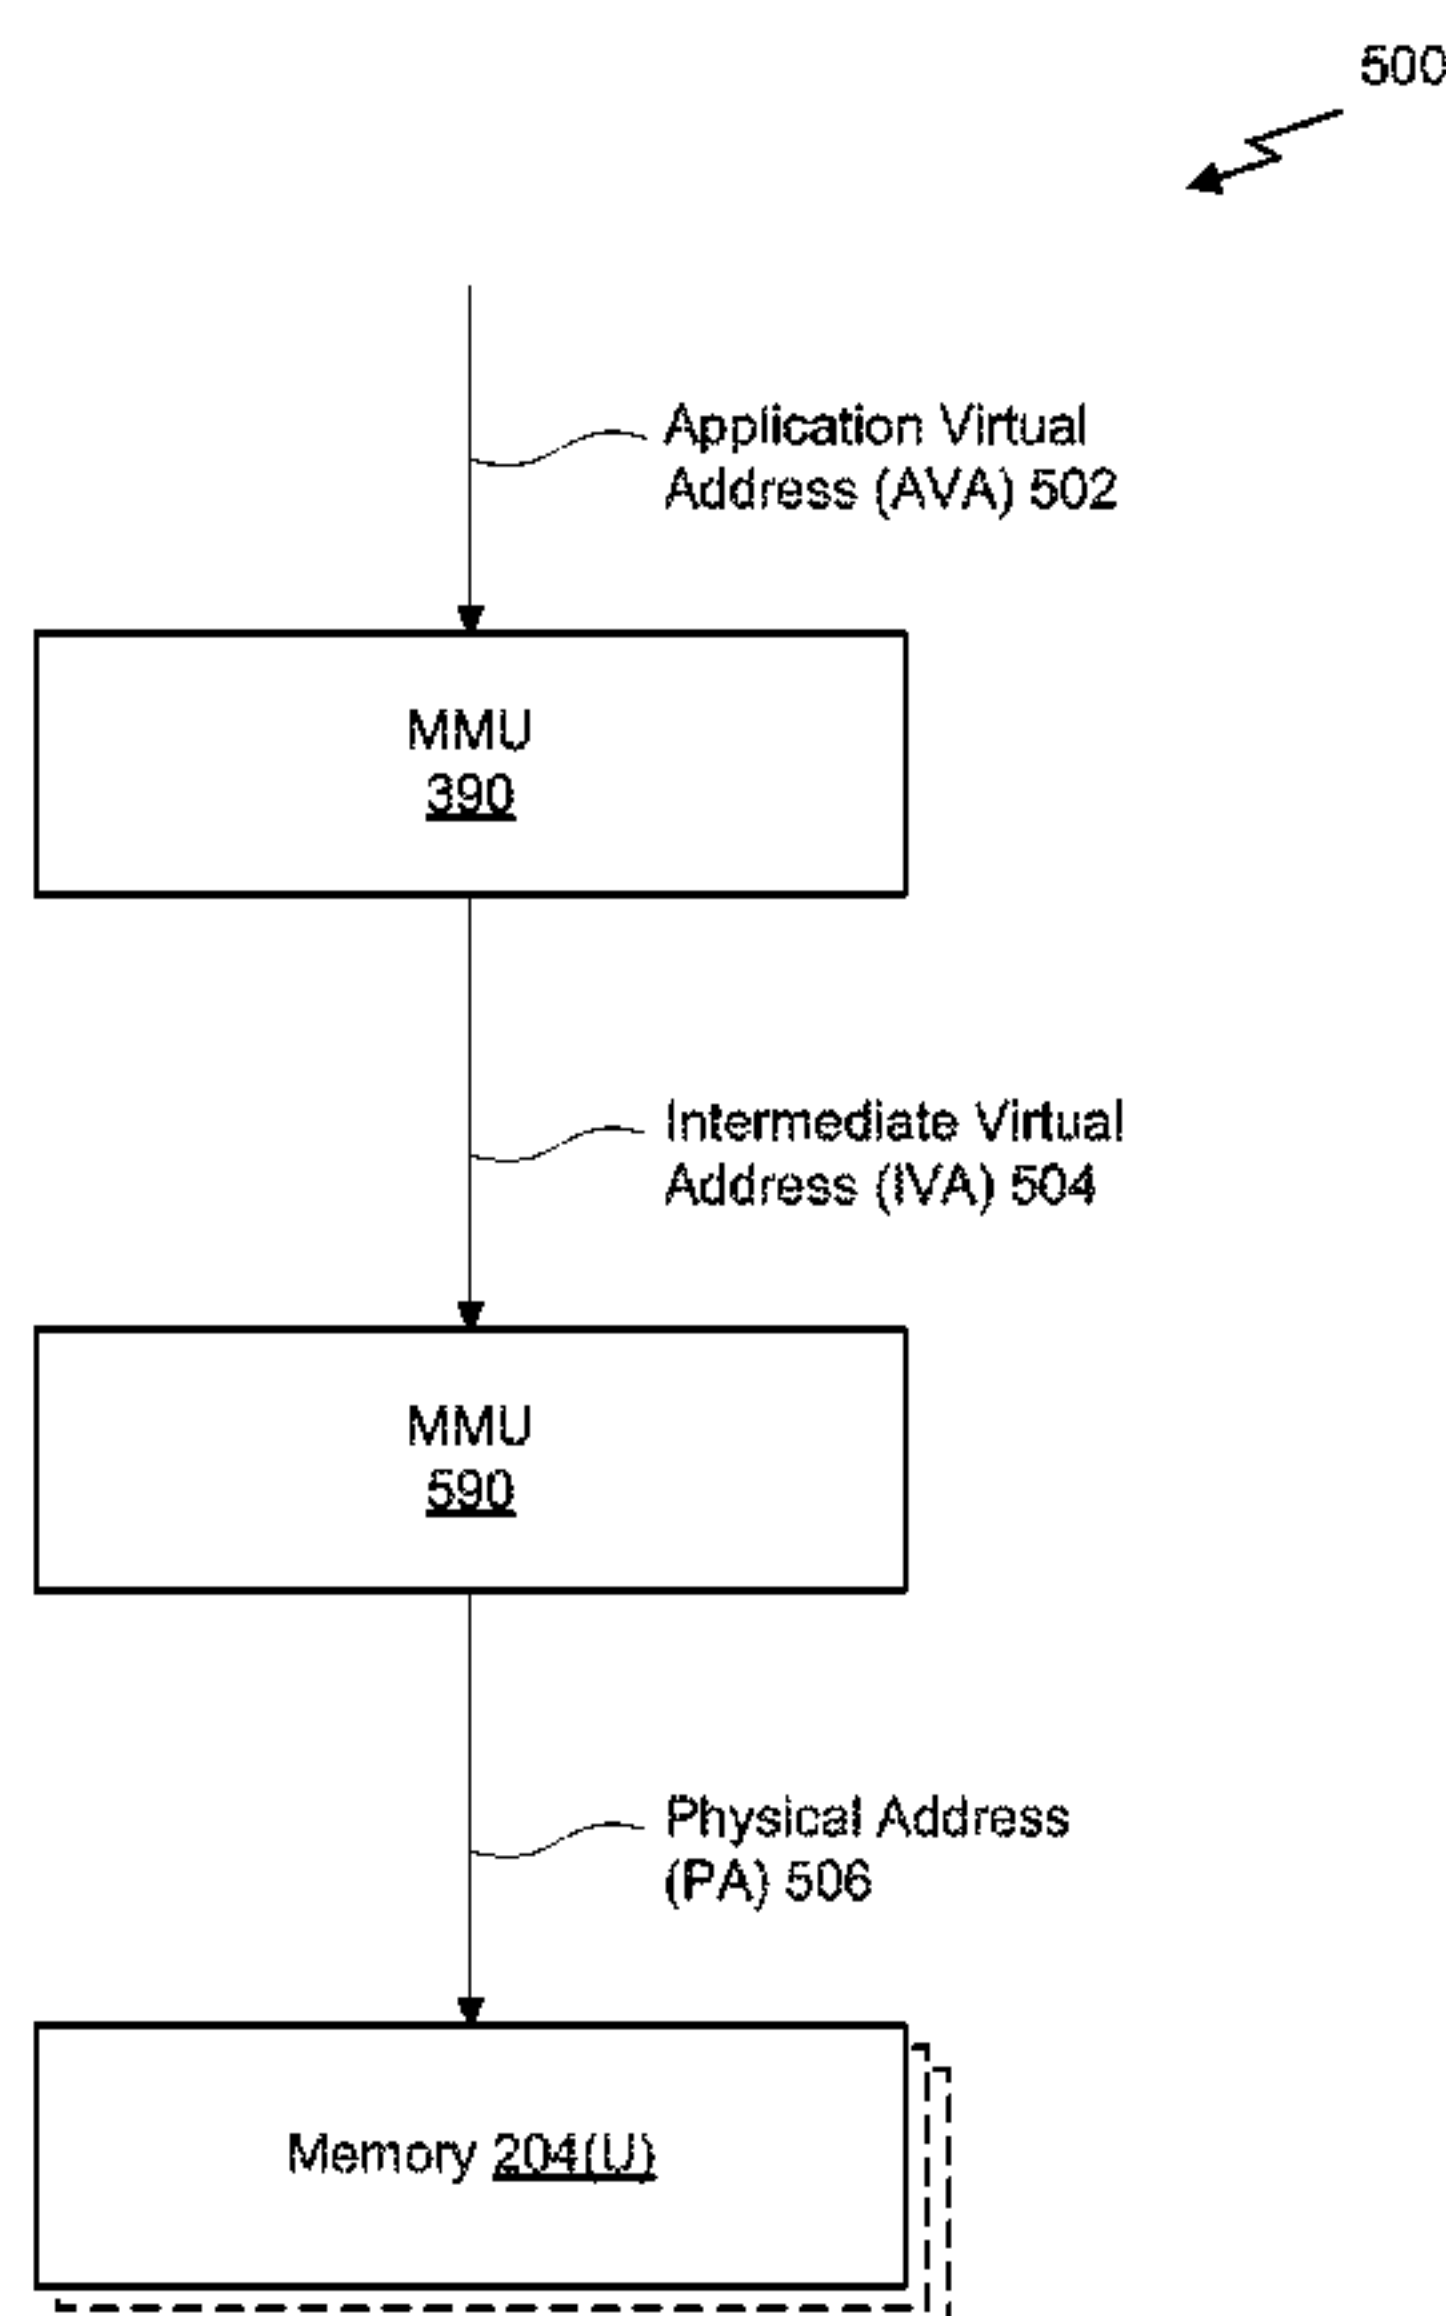 500
Application Virtual
Address (AVA) 502
MMU
390
Intermediate Virtual
Address (IVA) 504
MMU
590
Physical Address
(PA) 506
Memory 204(U)